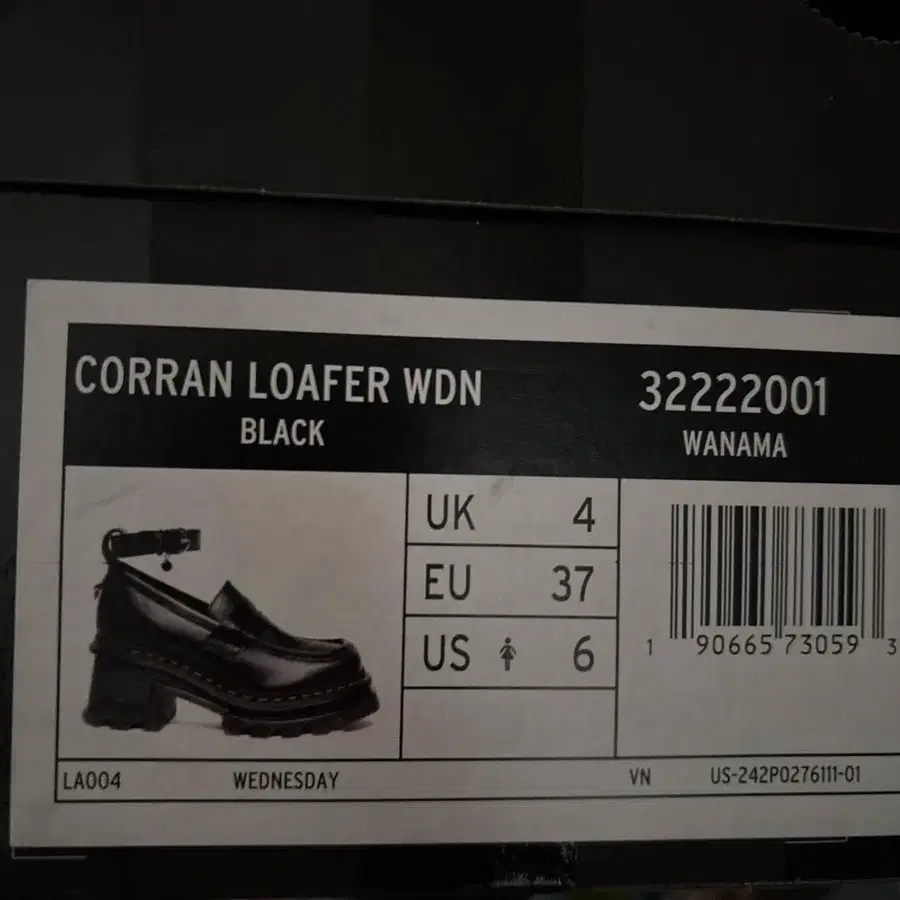 CORRAN LOAFER WDN
BLACK
32222001
WANAMA
UK 4
EU 37
US 6
1 90665 73059 3
LA004 WEDNESDAY VN US-242P0276111-01